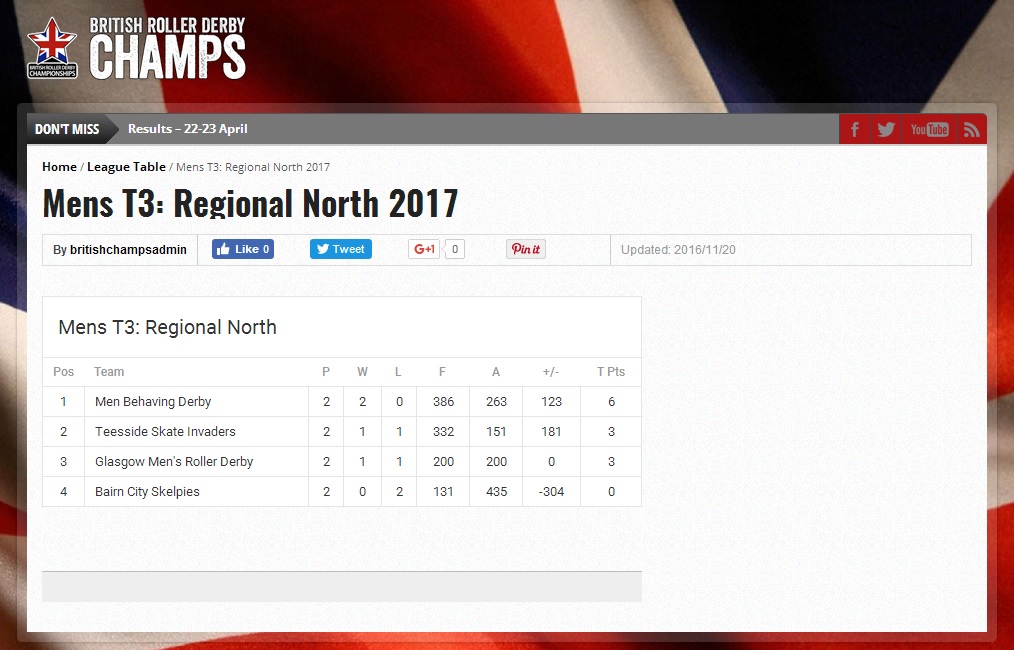 BRITISH ROLLER DERBY
CHAMPS
BRITISH ROLLER DERBY
CHAMPIONSHIPS
DON'T MISS Results – 22-23 April
You Tube
Home / League Table / Mens T3: Regional North 2017
Mens T3: Regional North 2017
By britishchampsadmin Like 0 Tweet G+1 0 Pin it Updated: 2016/11/20
Mens T3: Regional North
Pos Team P W L F A +/- T Pts
1 Men Behaving Derby 2 2 0 386 263 123 6
2 Teesside Skate Invaders 2 1 1 332 151 181 3
3 Glasgow Men's Roller Derby 2 1 1 200 200 0 3
4 Bairn City Skelpies 2 0 2 131 435 -304 0